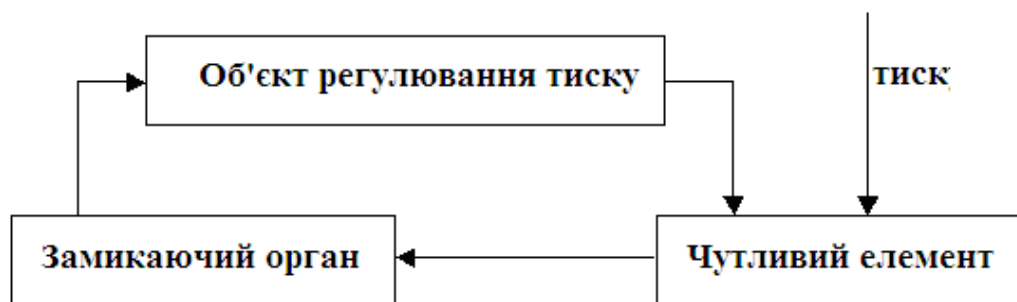 Об'єкт регулювання тиску
тиск
Замикаючий орган
Чутливий елемент